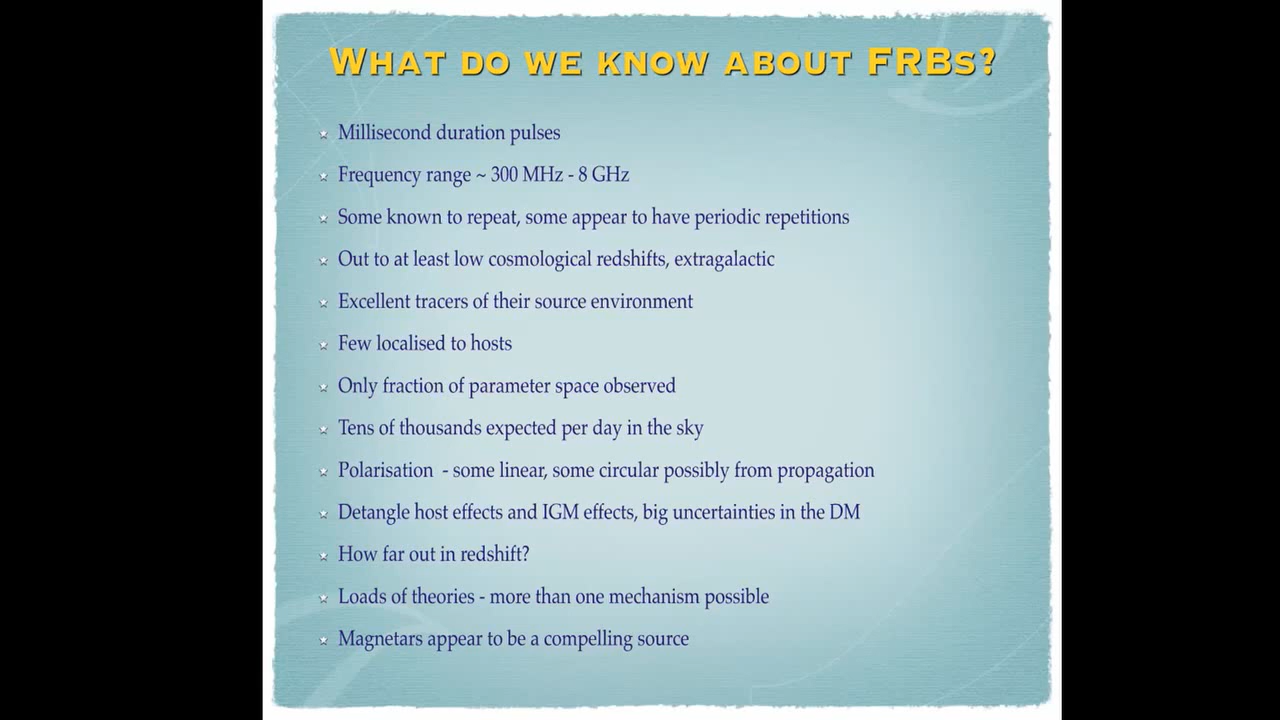 What do we know about FRBs?
Millisecond duration pulses
Frequency range ~ 300 MHz - 8 GHz
Some known to repeat, some appear to have periodic repetitions
Out to at least low cosmological redshifts, extragalactic
Excellent tracers of their source environment
Few localised to hosts
Only fraction of parameter space observed
Tens of thousands expected per day in the sky
Polarisation - some linear, some circular possibly from propagation
Detangle host effects and IGM effects, big uncertainties in the DM
How far out in redshift?
Loads of theories - more than one mechanism possible
Magnetars appear to be a compelling source